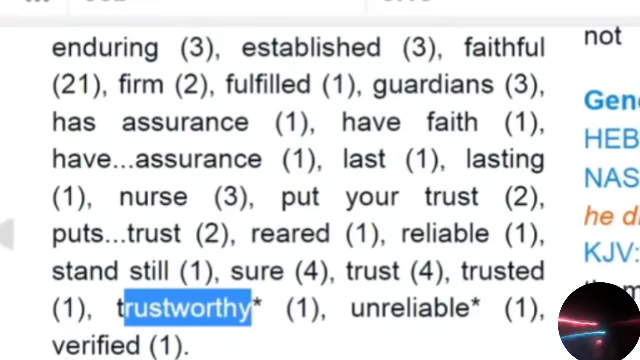 enduring (3), established (3), faithful
(21), firm (2), fulfilled (1), guardians (3),
has assurance (1), have faith (1),
have...assurance (1), last (1), lasting
(1), nurse (3), put your trust (2),
puts...trust (2), reared (1), reliable (1),
stand still (1), sure (4), trust (4), trusted
(1), trustworthy* (1), unreliable* (1),
verified (1).
not
Gen
HEB
NAS
he di
KJV: